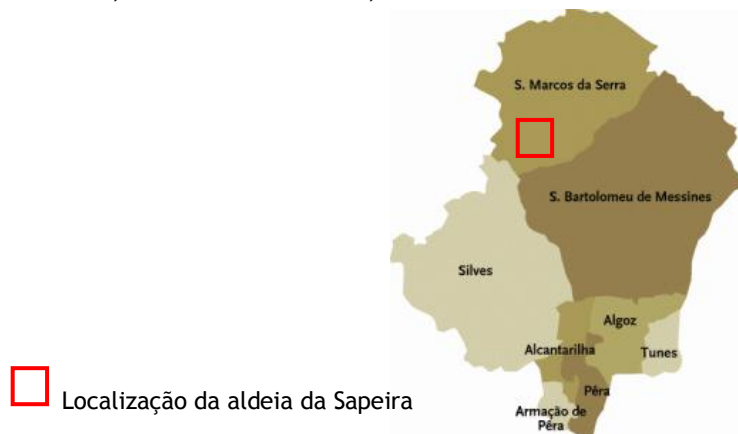 S. Marcos da Serra
S. Bartolomeu de Messines
Silves
Algoz
Alcantarilha
Tunes
Pêra
Armação de
Pêra
Localização da aldeia da Sapeira